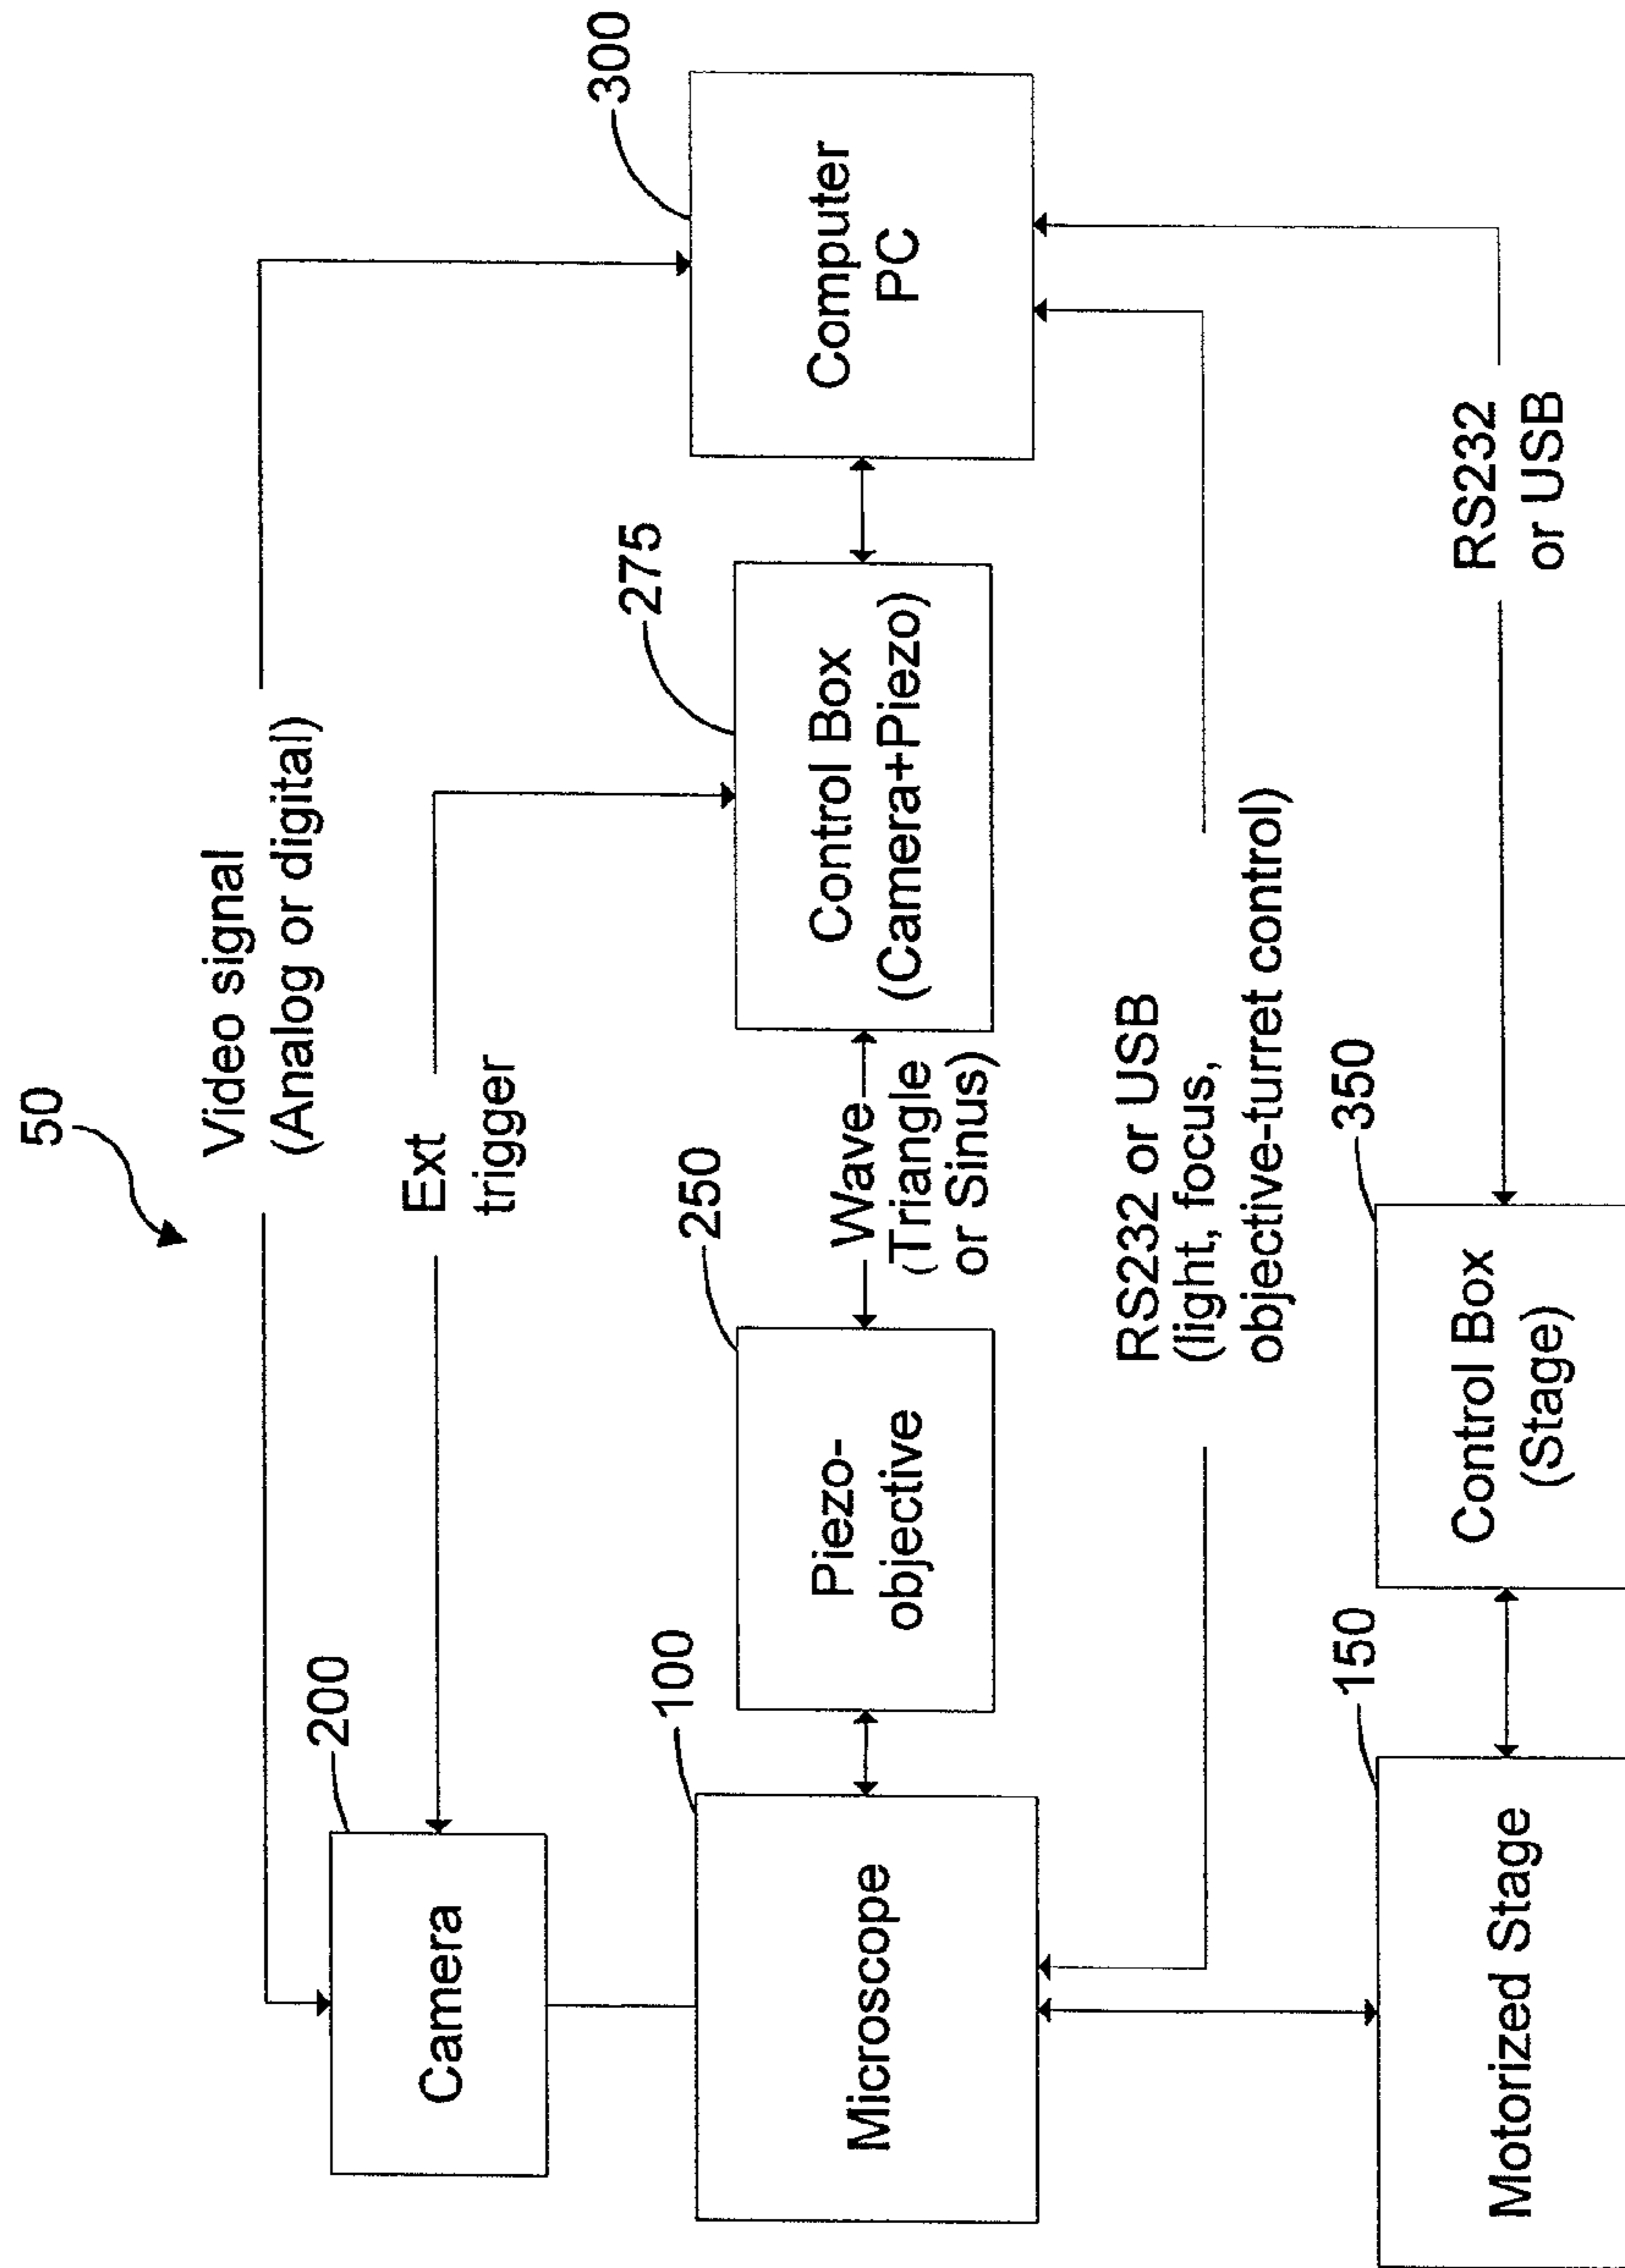 50
Video signal
(Analog or digital)
Ext
trigger
200
Camera
100
Microscope
250
Piezo-
objective
Wave
(Triangle
or Sinus)
275
Control Box
(Camera+Piezo)
300
Computer
PC
RS232 or USB
(light, focus,
objective-turret control)
150
Motorized Stage
350
Control Box
(Stage)
RS232
or USB